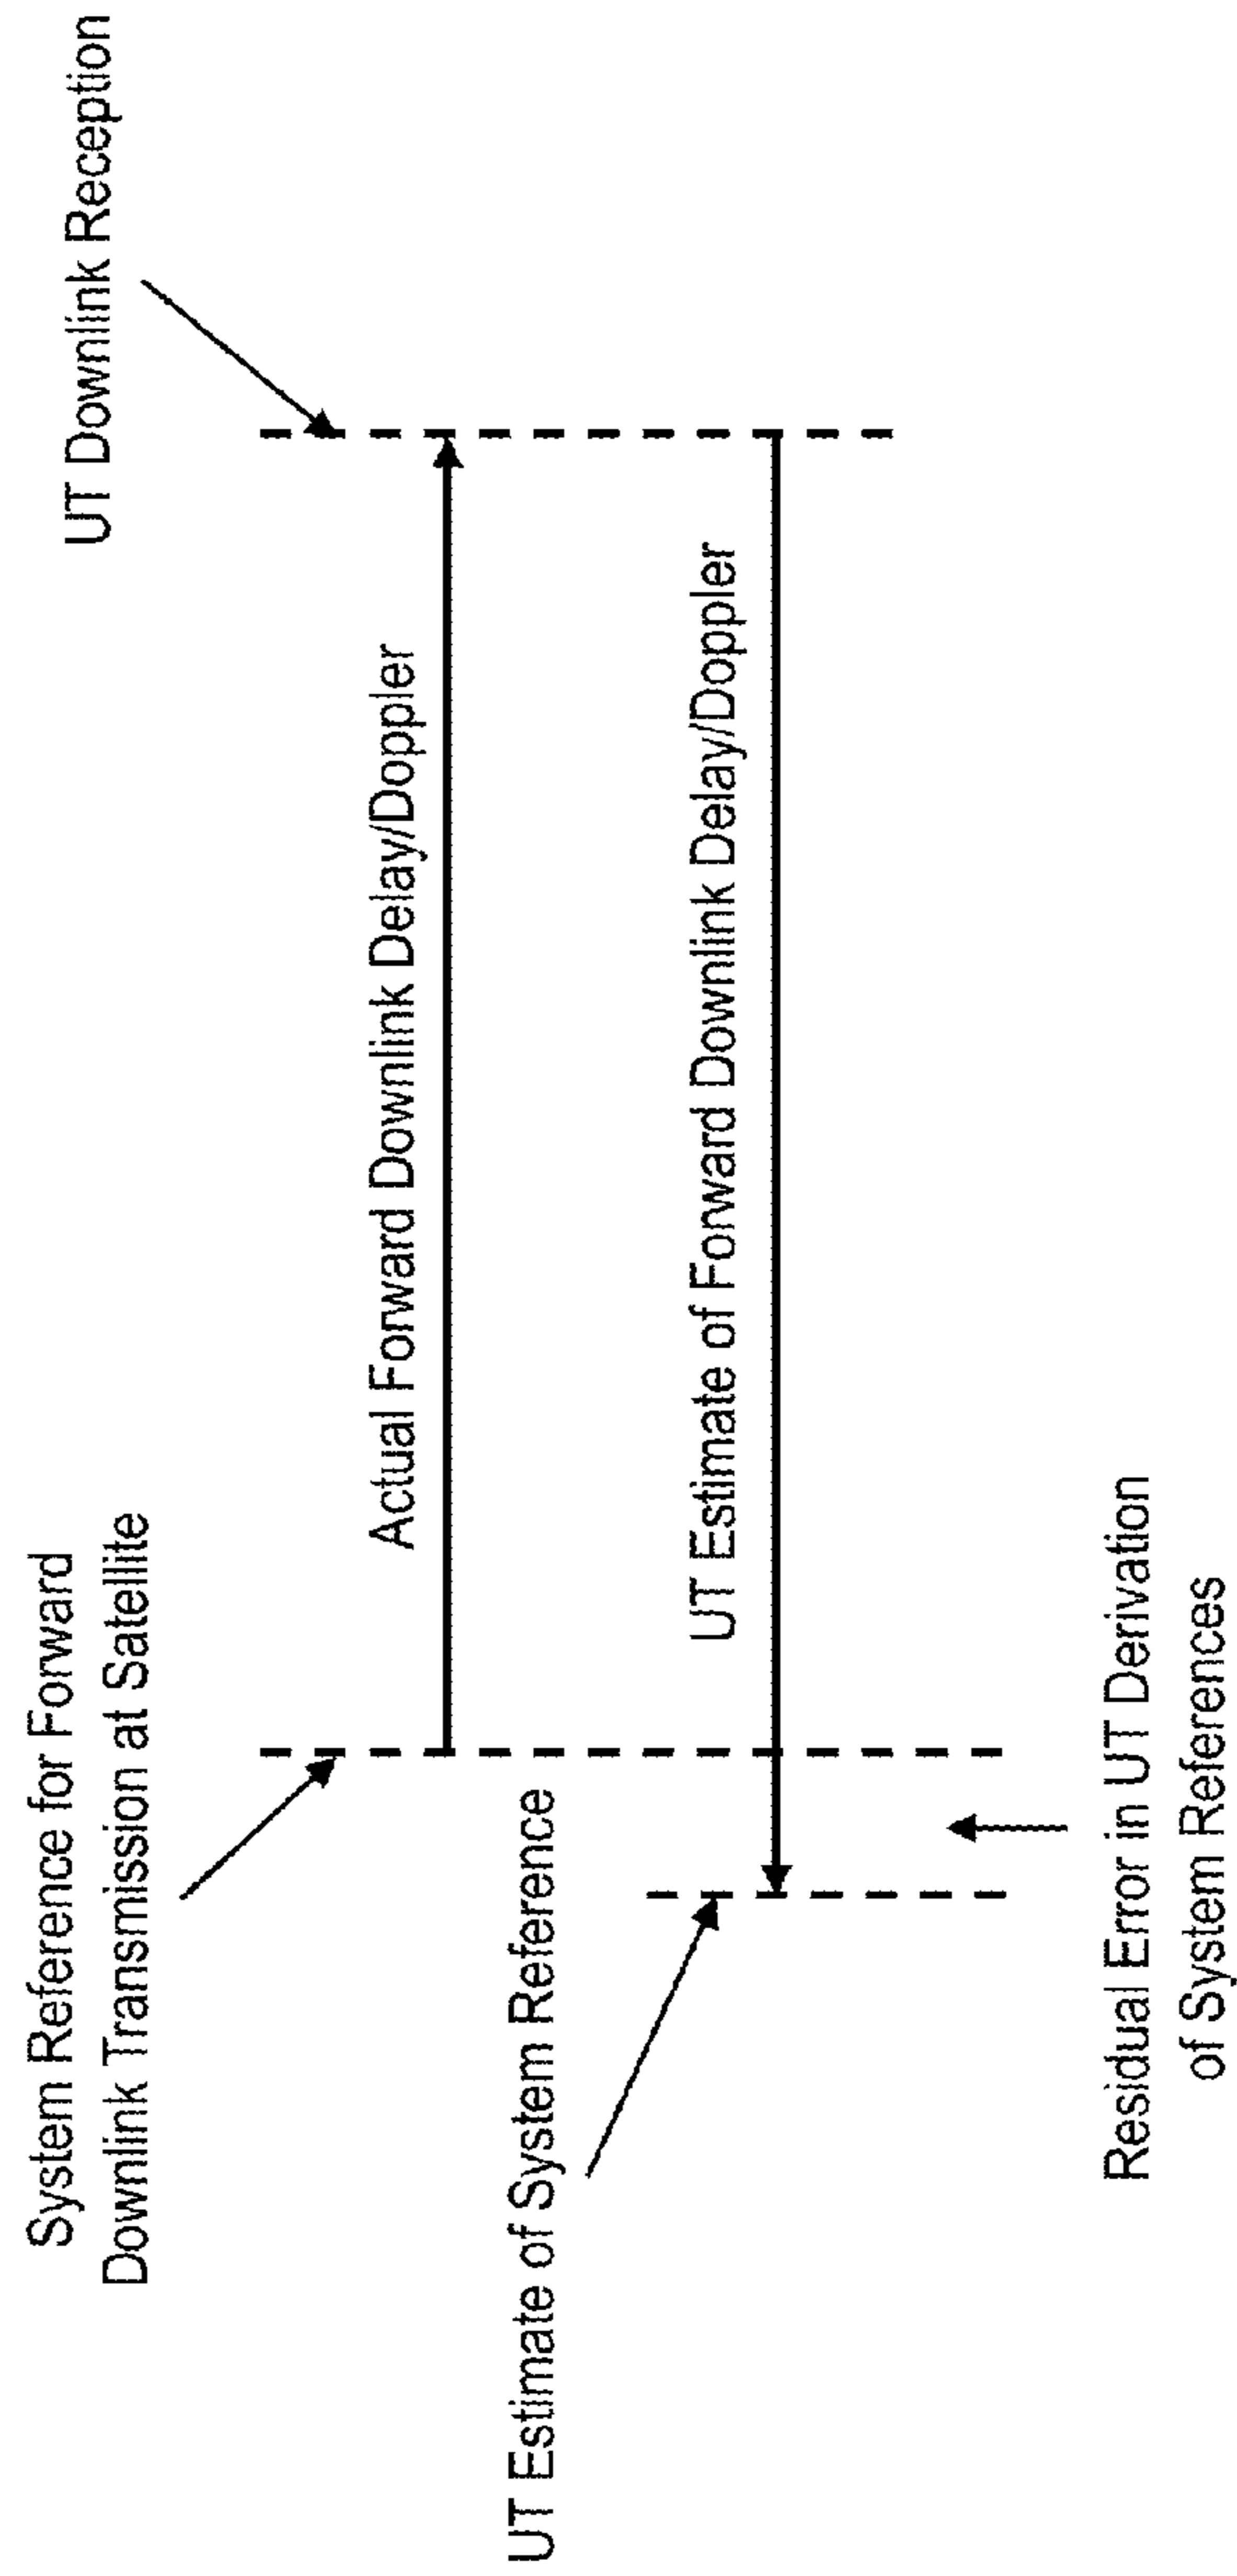 System Reference for Forward
Downlink Transmission at Satellite
UT Downlink Reception
Actual Forward Downlink Delay/Doppler
UT Estimate of System Reference
UT Estimate of Forward Downlink Delay/Doppler
Residual Error in UT Derivation
of System References